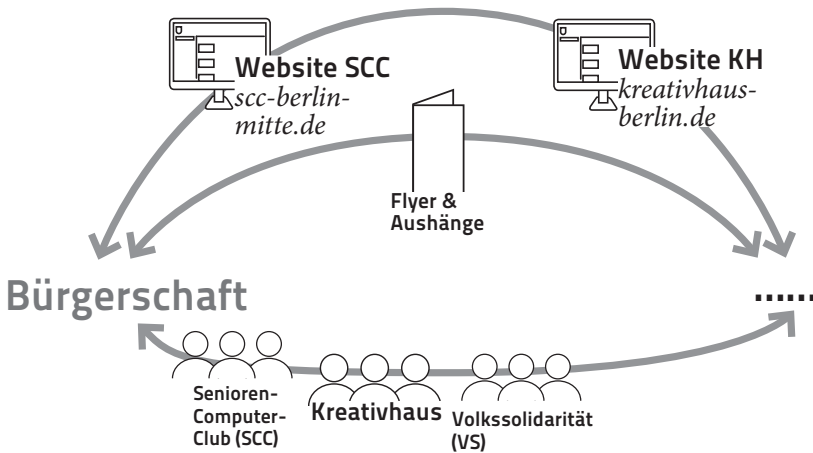 Website SCC
scc-berlin-
mitte.de
Website KH
kreativhaus-
berlin.de
Flyer &
Aushänge
Bürgerschaft
......
Senioren-
Computer-
Club (SCC)
Kreativhaus
Volkssolidarität
(VS)